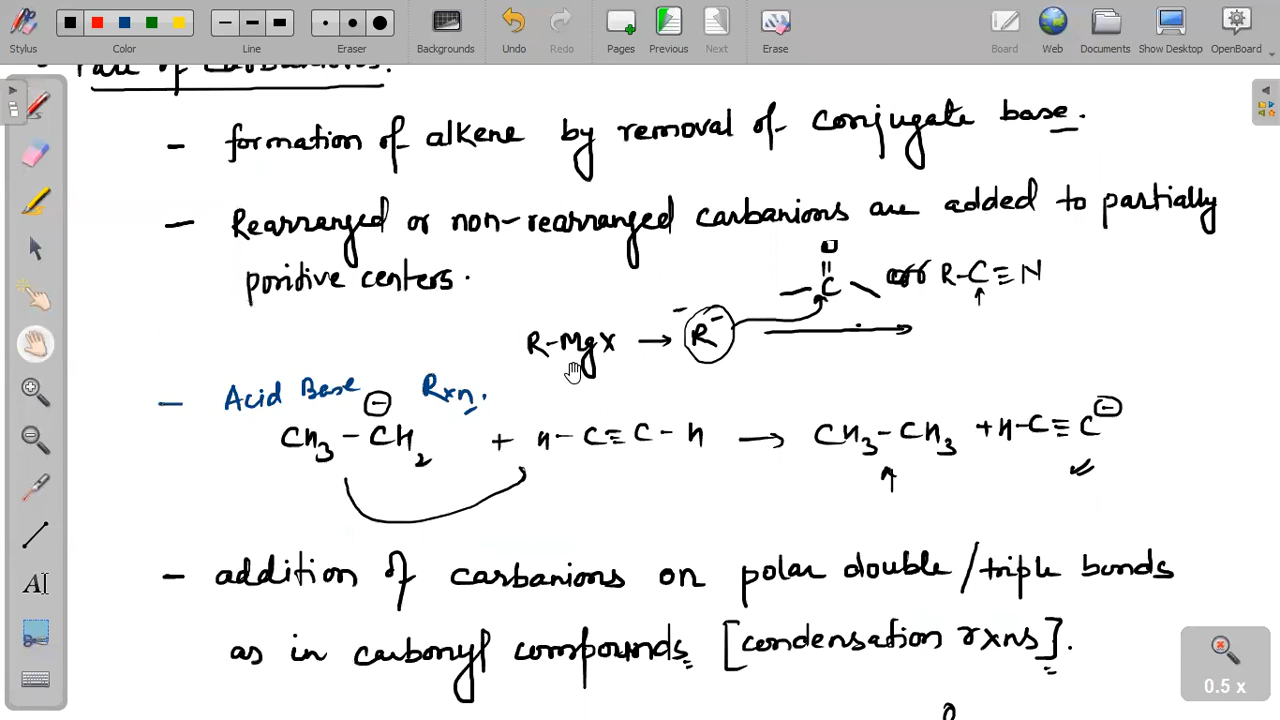 Stylus Color Line Eraser Backgrounds Undo Redo Pages Previous Next Erase Board Web Documents Show Desktop OpenBoard
Fate of Carbanions.
- formation of alkene by removal of conjugate base.
- Rearranged or non-rearranged carbanions are added to partially
positive centers.
O
‖
— C — or R-C≡N
R-MgX → R⁻
- Acid Base Rxn.
CH₃ - CH₂⊖ + H-C≡C-H → CH₃-CH₃ + H-C≡C⊖
- addition of carbanions on polar double/triple bonds
as in carbonyl compounds [condensation rxns].
0.5 x